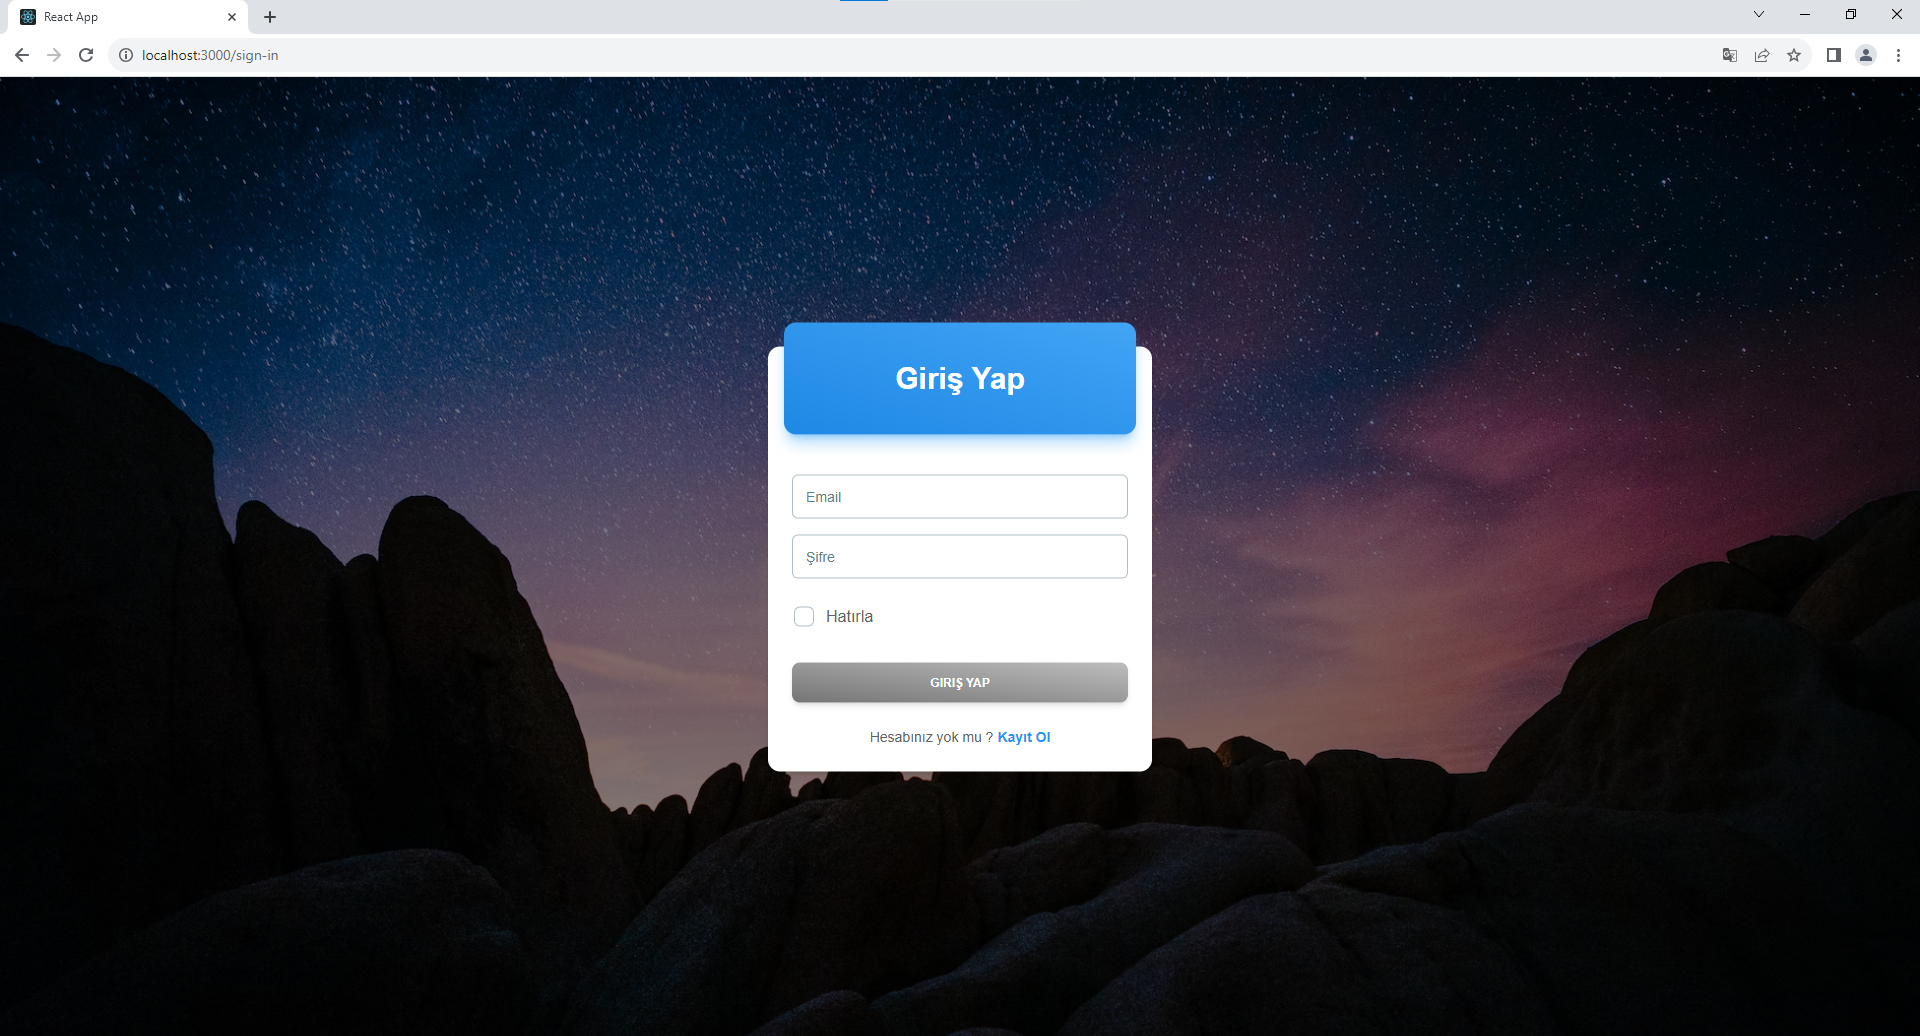 React App
localhost:3000/sign-in
Giriş Yap
Email
Şifre
Hatırla
GIRIŞ YAP
Hesabınız yok mu ? Kayıt Ol